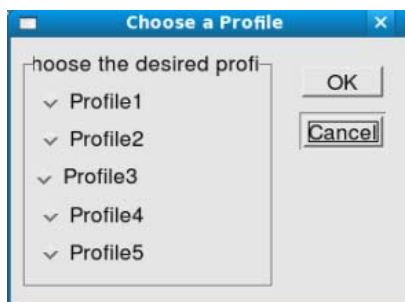 Choose a Profile
hoose the desired profi
Profile1
OK
Profile2
Cancel
Profile3
Profile4
Profile5